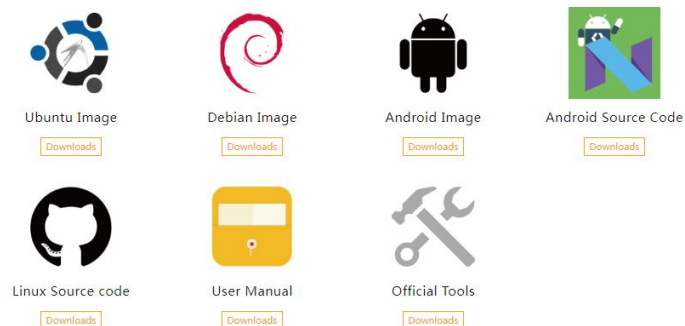 Ubuntu Image
Debian Image
Android Image
Android Source Code
Downloads
Downloads
Downloads
Downloads
Linux Source code
User Manual
Official Tools
Downloads
Downloads
Downloads